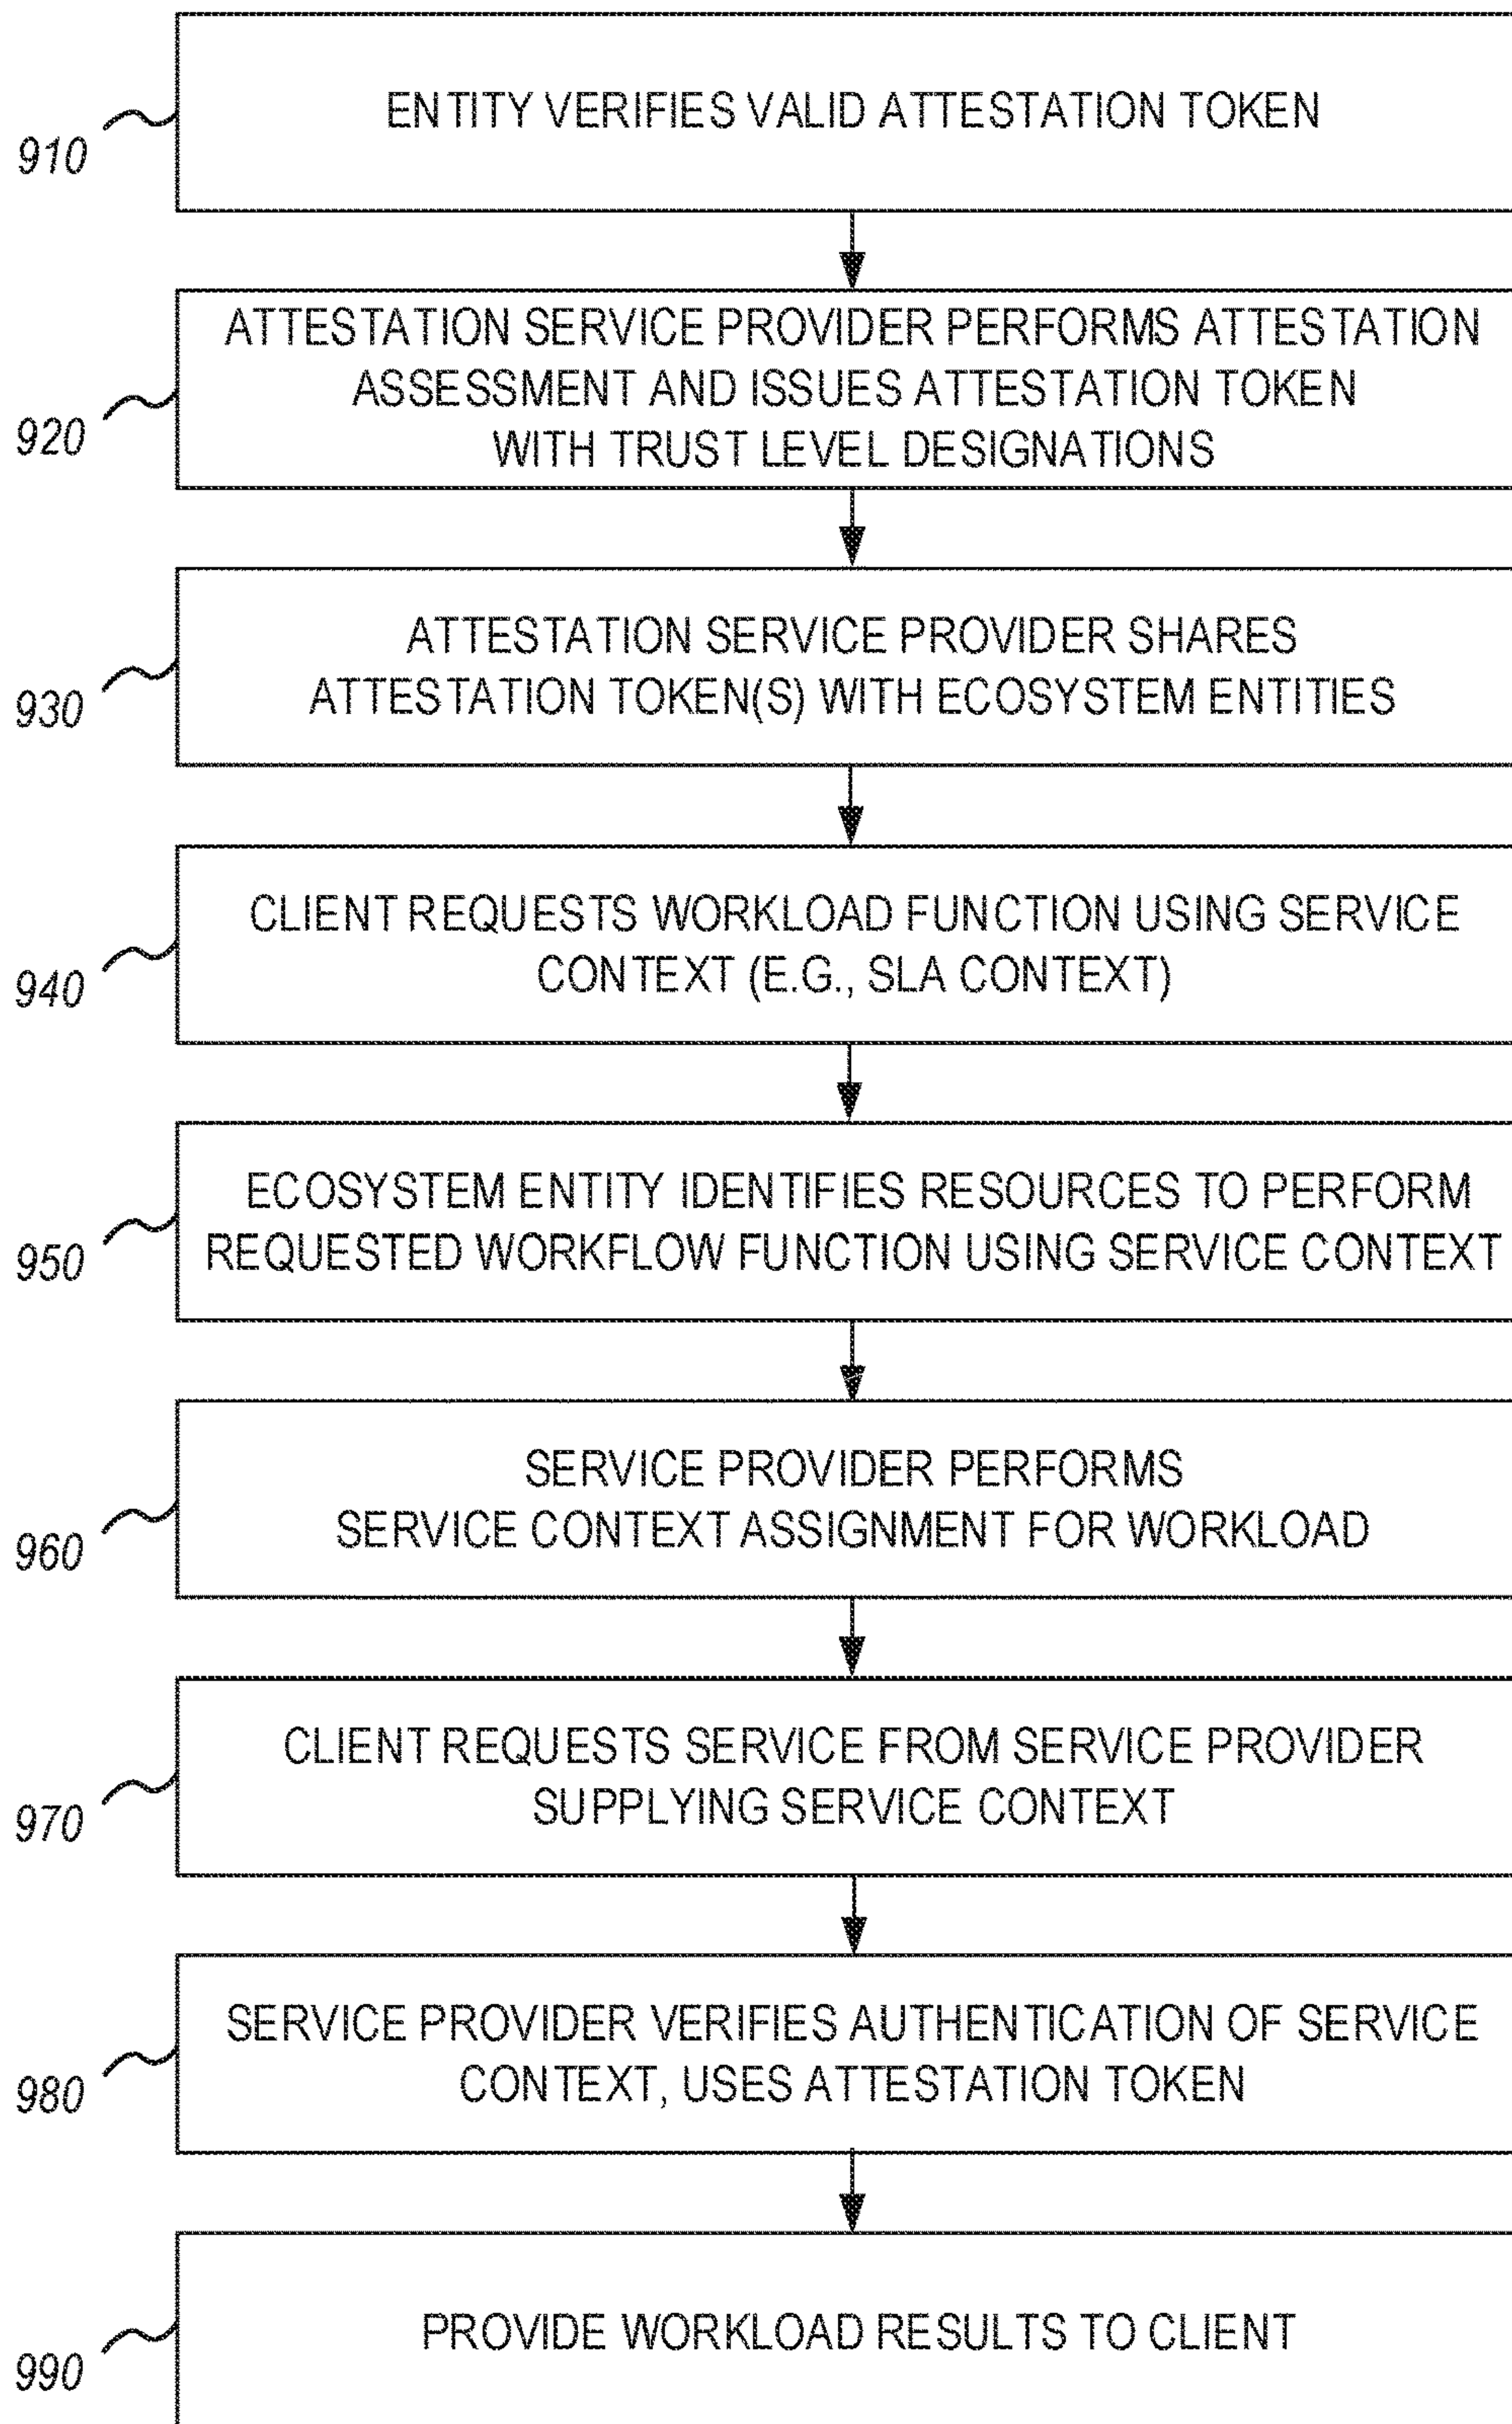 ENTITY VERIFIES VALID ATTESTATION TOKEN
910
ATTESTATION SERVICE PROVIDER PERFORMS ATTESTATION
ASSESSMENT AND ISSUES ATTESTATION TOKEN
WITH TRUST LEVEL DESIGNATIONS
920
ATTESTATION SERVICE PROVIDER SHARES
ATTESTATION TOKEN(S) WITH ECOSYSTEM ENTITIES
930
CLIENT REQUESTS WORKLOAD FUNCTION USING SERVICE
CONTEXT (E.G., SLA CONTEXT)
940
ECOSYSTEM ENTITY IDENTIFIES RESOURCES TO PERFORM
REQUESTED WORKFLOW FUNCTION USING SERVICE CONTEXT
950
SERVICE PROVIDER PERFORMS
SERVICE CONTEXT ASSIGNMENT FOR WORKLOAD
960
CLIENT REQUESTS SERVICE FROM SERVICE PROVIDER
SUPPLYING SERVICE CONTEXT
970
SERVICE PROVIDER VERIFIES AUTHENTICATION OF SERVICE
CONTEXT, USES ATTESTATION TOKEN
980
PROVIDE WORKLOAD RESULTS TO CLIENT
990